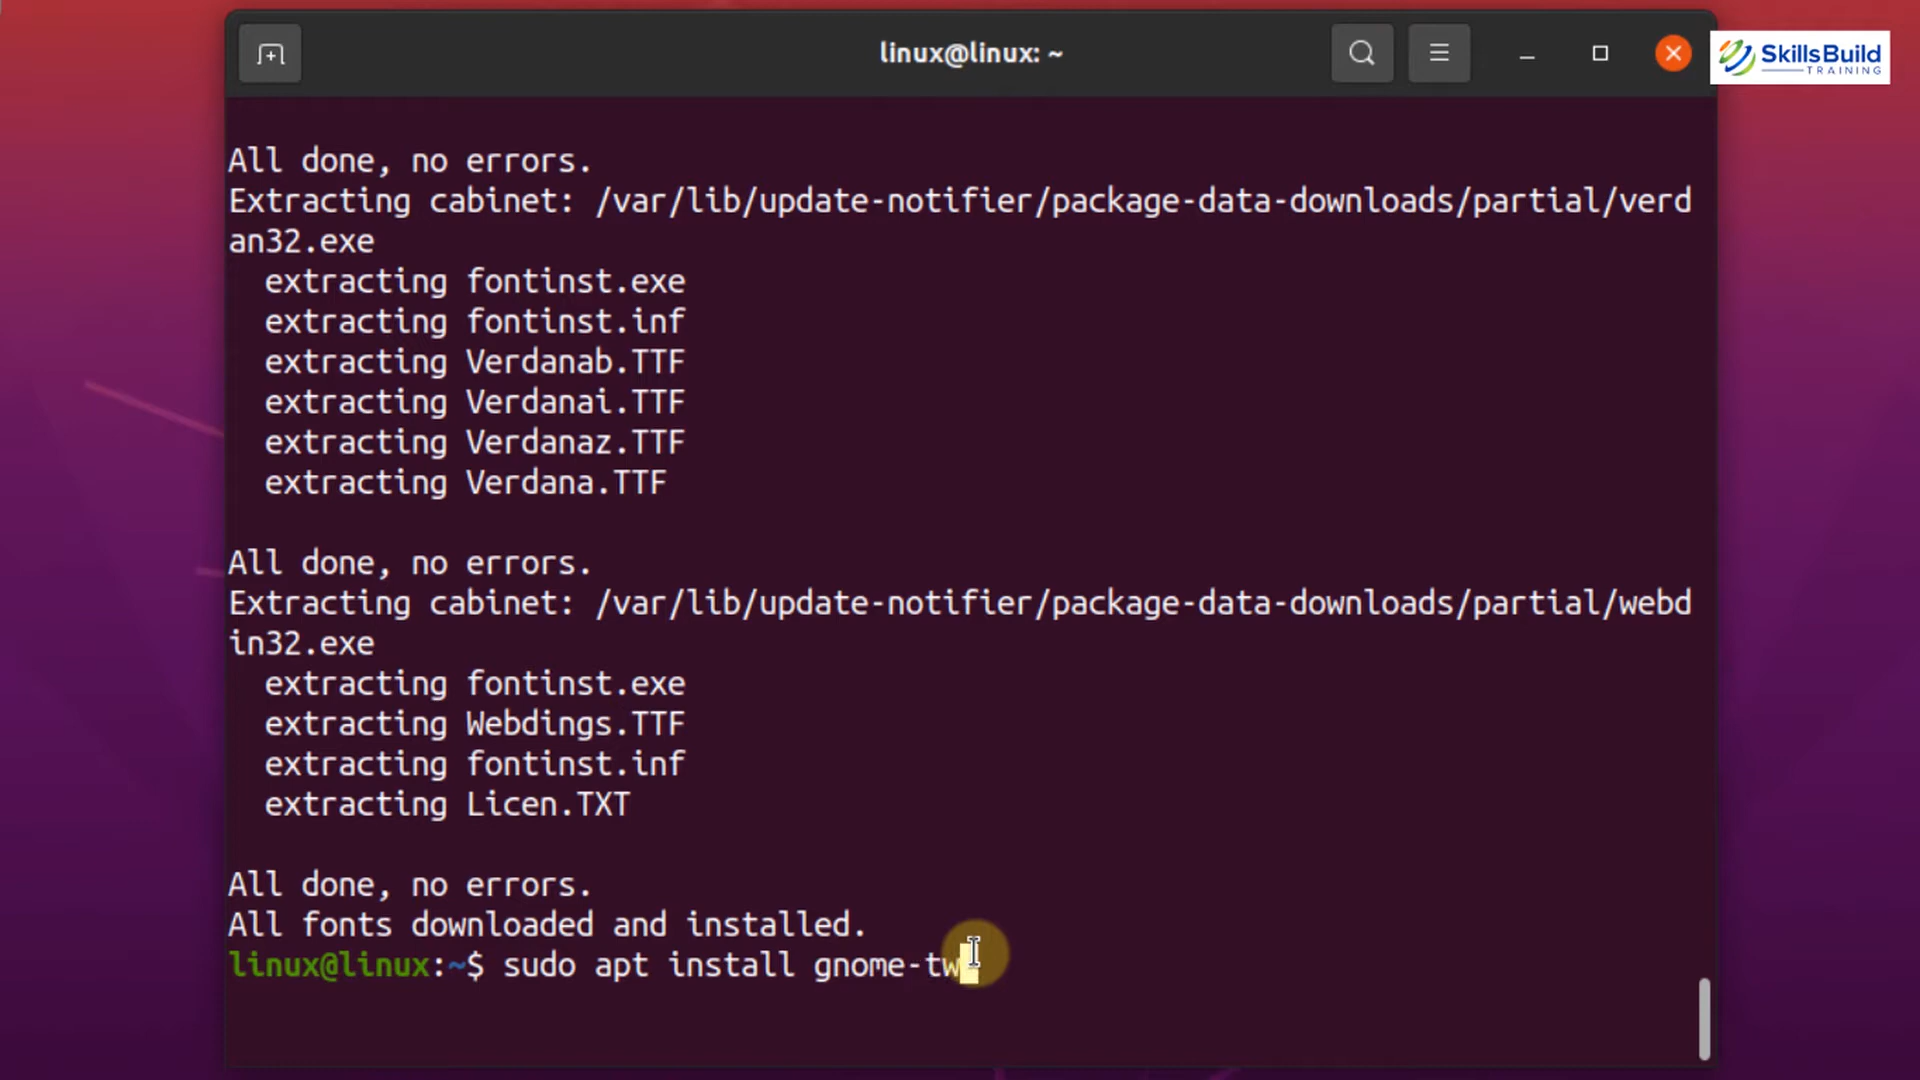 linux@linux: ~
SkillsBuild
TRAINING
All done, no errors.
Extracting cabinet: /var/lib/update-notifier/package-data-downloads/partial/verd
an32.exe
  extracting fontinst.exe
  extracting fontinst.inf
  extracting Verdanab.TTF
  extracting Verdanai.TTF
  extracting Verdanaz.TTF
  extracting Verdana.TTF
All done, no errors.
Extracting cabinet: /var/lib/update-notifier/package-data-downloads/partial/webd
in32.exe
  extracting fontinst.exe
  extracting Webdings.TTF
  extracting fontinst.inf
  extracting Licen.TXT
All done, no errors.
All fonts downloaded and installed.
linux@linux:~$ sudo apt install gnome-tw